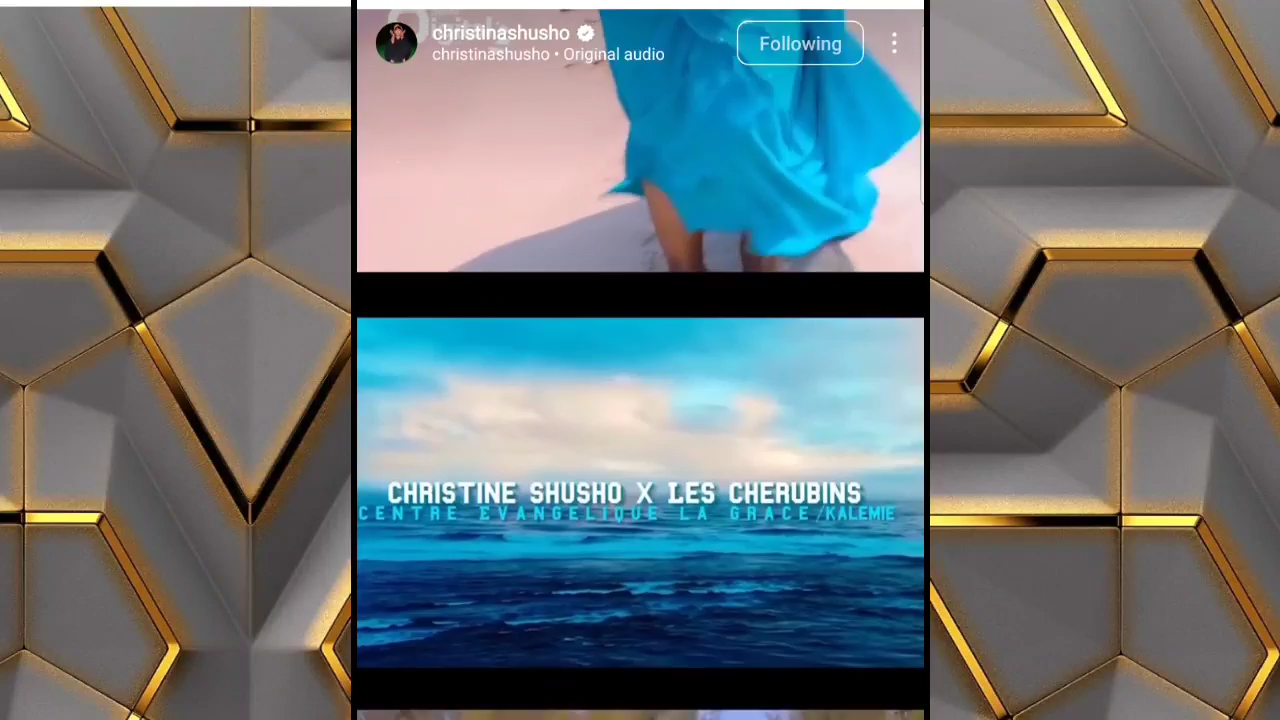 christinashusho
christinashusho • Original audio
Following
CHRISTINE SHUSHO X LES CHERUBINS
CENTRE EVANGELIQUE LA GRACE/KALEMIE